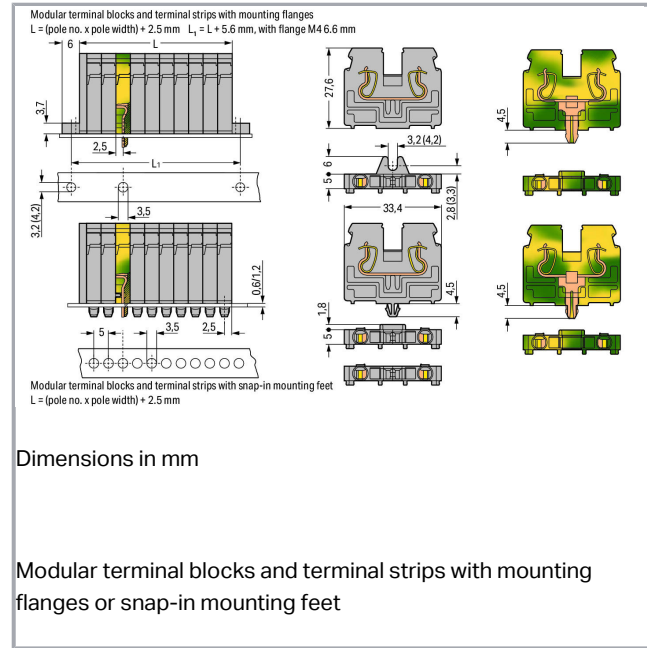 Modular terminal blocks and terminal strips with mounting flanges
L = (pole no. x pole width) + 2.5 mm L₁ = L + 5.6 mm, with flange M4 6.6 mm
6
L
3,7
2,5
L₁
3,2 (4,2)
3,5
27,6
3,2 (4,2)
6
5
2,8 (3,3)
33,4
4,5
0,6/1,2
5
3,5
2,5
1,8
5
4,5
4,5
Modular terminal blocks and terminal strips with snap-in mounting feet
L = (pole no. x pole width) + 2.5 mm
Dimensions in mm
Modular terminal blocks and terminal strips with mounting
flanges or snap-in mounting feet